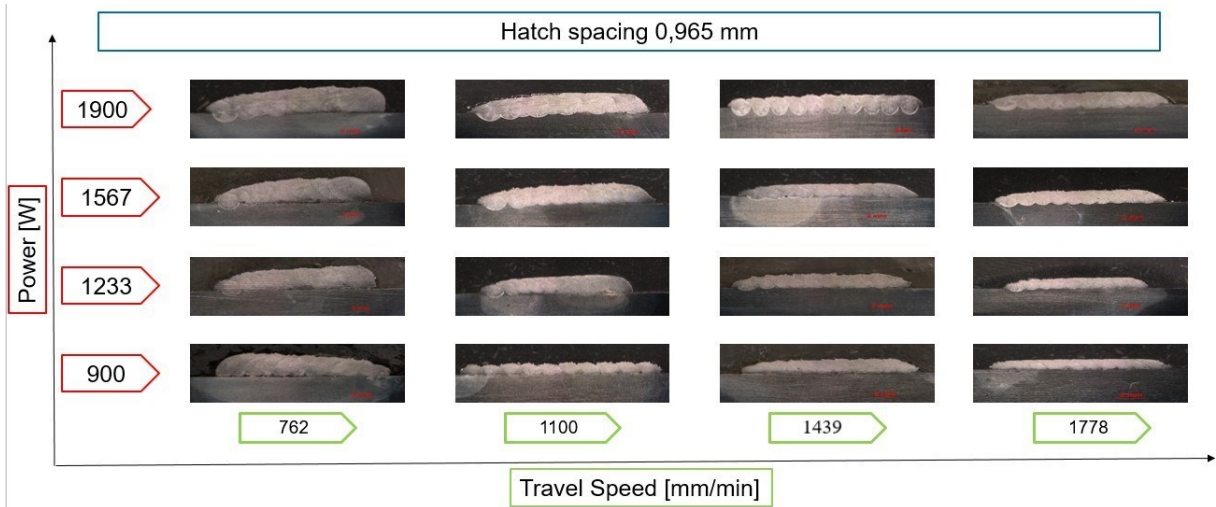 Hatch spacing 0,965 mm
Power [W]
1900
1567
1233
900
762
1100
1439
1778
Travel Speed [mm/min]